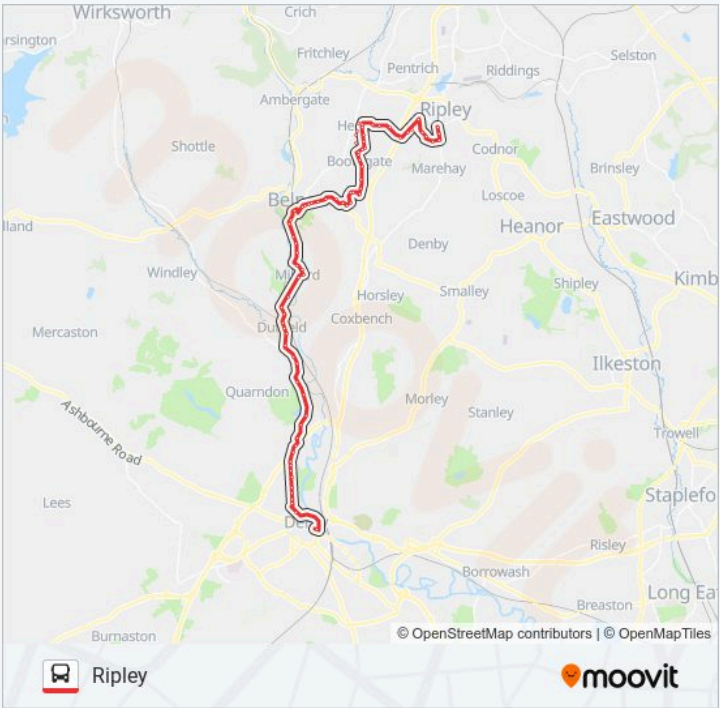 Wirksworth
Crich
rsington
Fritchley
Selston
Pentrich
Riddings
Ambergate
Ripley
Shottle
Codnor
Marehay
Brinsley
Belp
Loscoe
Heanor
Eastwood
lland
Denby
Windley
Kimb
Shipley
Smalley
Horsley
Coxbench
Mercaston
Ilkeston
Quarndon
Morley
Stanley
Ashbourne Road
Trowell
Lees
Staplefo
Risley
Borrowash
Breaston
Long Ea
Burnaston
© OpenStreetMap contributors | © OpenMapTiles
Ripley
moovit